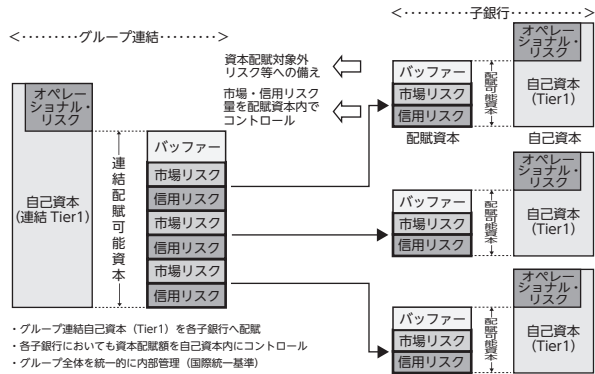 <‥‥‥‥グループ連結‥‥‥‥>
<‥‥‥‥子銀行‥‥‥‥>
オペレー
ショナル・
リスク
自己資本
(連結 Tier1)
連結配賦可能資本
バッファー
市場リスク
信用リスク
市場リスク
信用リスク
市場リスク
信用リスク
資本配賦対象外
リスク等への備え
市場・信用リスク
量を配賦資本内で
コントロール
バッファー
市場リスク
信用リスク
配賦資本
配賦可能資本
オペレー
ショナル・
リスク
自己資本
(Tier1)
自己資本
バッファー
市場リスク
信用リスク
配賦可能資本
オペレー
ショナル・
リスク
自己資本
(Tier1)
バッファー
市場リスク
信用リスク
配賦可能資本
オペレー
ショナル・
リスク
自己資本
(Tier1)
・グループ連結自己資本（Tier1）を各子銀行へ配賦
・各子銀行においても資本配賦額を自己資本内にコントロール
・グループ全体を統一的に内部管理（国際統一基準）